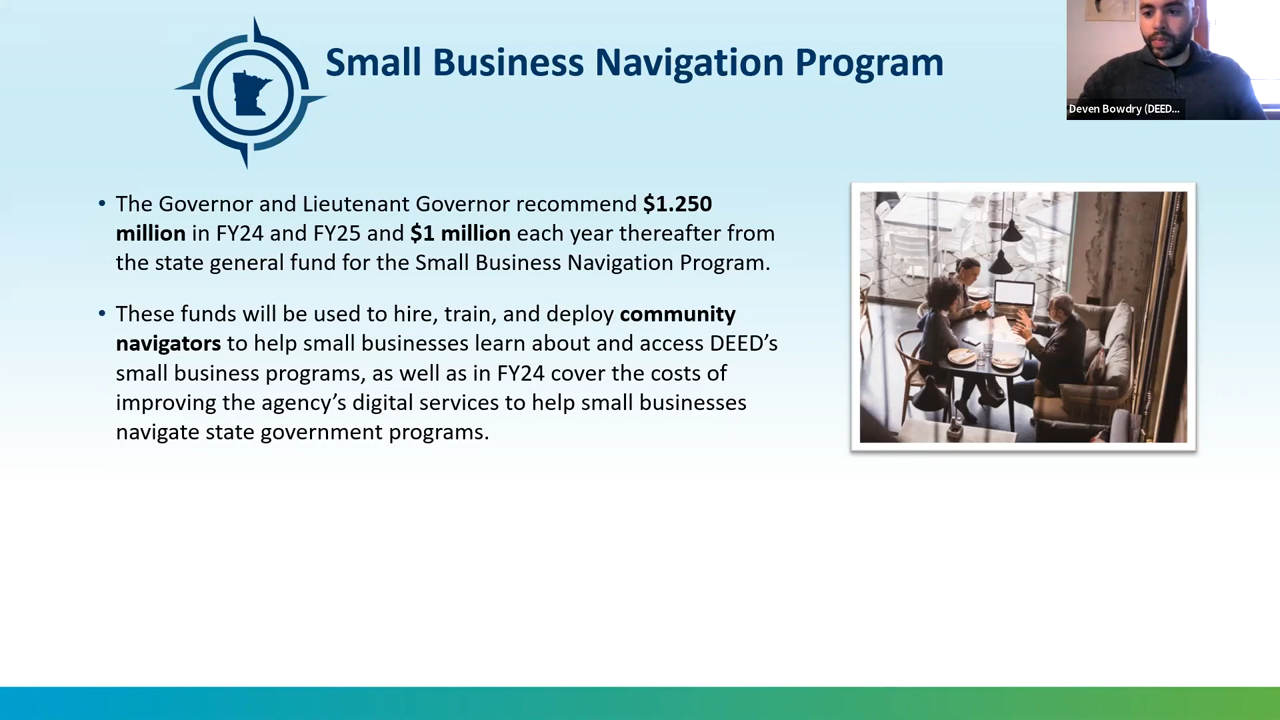 Small Business Navigation Program
Deven Bowdry (DEED...
• The Governor and Lieutenant Governor recommend $1.250
million in FY24 and FY25 and $1 million each year thereafter from
the state general fund for the Small Business Navigation Program.
• These funds will be used to hire, train, and deploy community
navigators to help small businesses learn about and access DEED’s
small business programs, as well as in FY24 cover the costs of
improving the agency’s digital services to help small businesses
navigate state government programs.